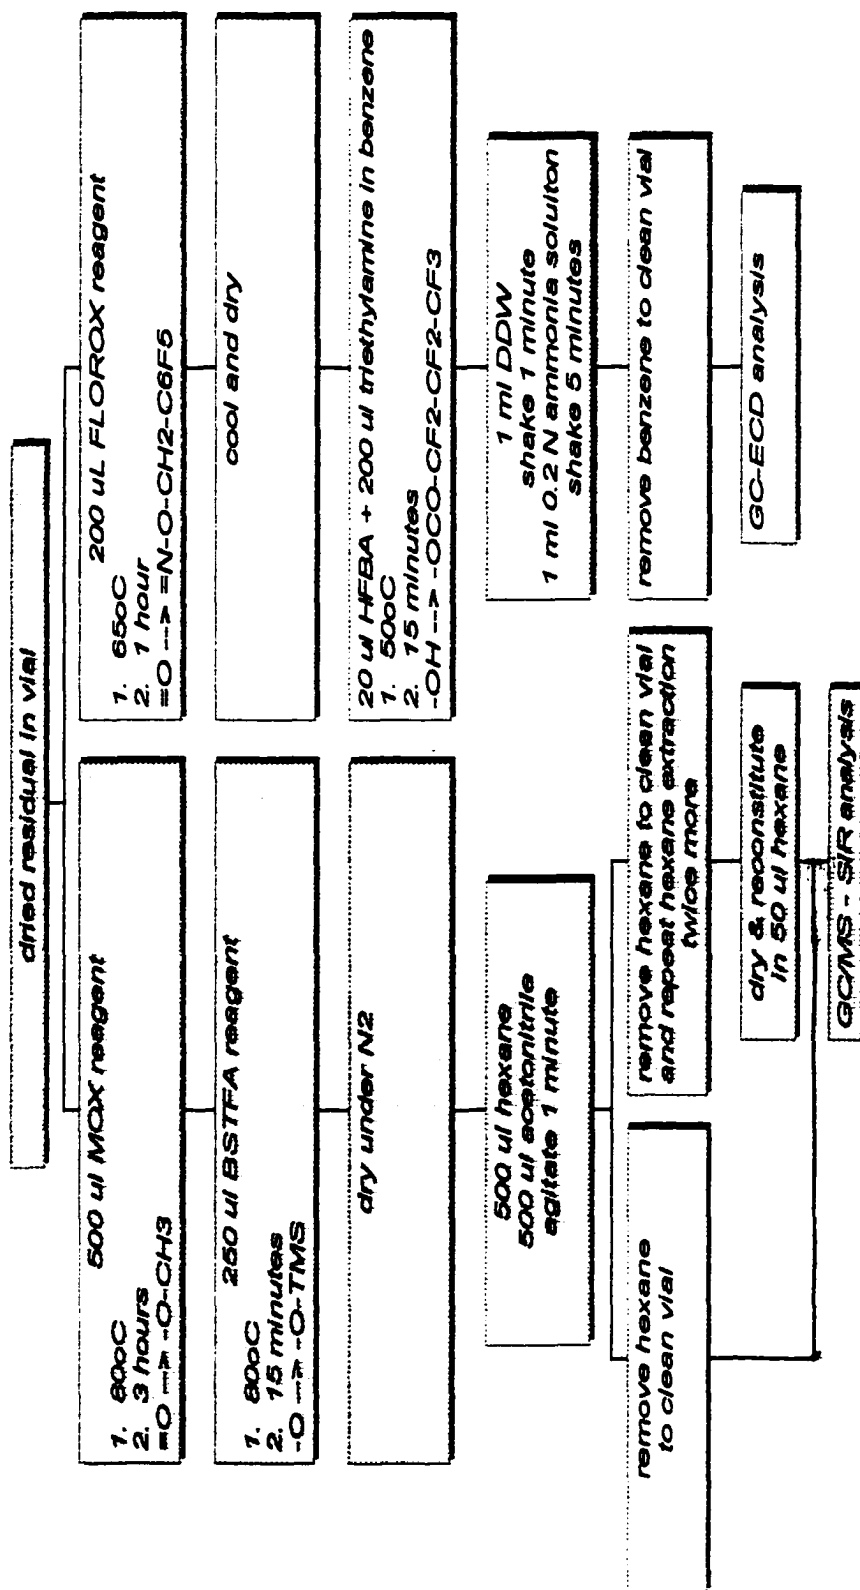 dried residual in vial
500 ul MOX reagent
1. 80oC
2. 3 hours
=O --> -O-CH3
250 ul BSTFA reagent
1. 80oC
2. 15 minutes
-O --> -O-TMS
dry under N2
500 ul hexane
500 ul acetonitrile
agitate 1 minute
remove hexane
to clean vial
remove hexane to clean vial
and repeat hexane extraction
twice more
dry & reconstitute
in 50 ul hexane
GC/MS - SIR analysis
200 uL FLOROX reagent
1. 65oC
2. 1 hour
=O --> =N-O-CH2-C6F5
cool and dry
20 ul HFBA + 200 ul triethylamine in benzene
1. 50oC
2. 15 minutes
-OH --> -OCO-CF2-CF2-CF3
1 ml DDW
shake 1 minute
1 ml 0.2 N ammonia soluiton
shake 5 minutes
remove benzene to clean vial
GC-ECD analysis